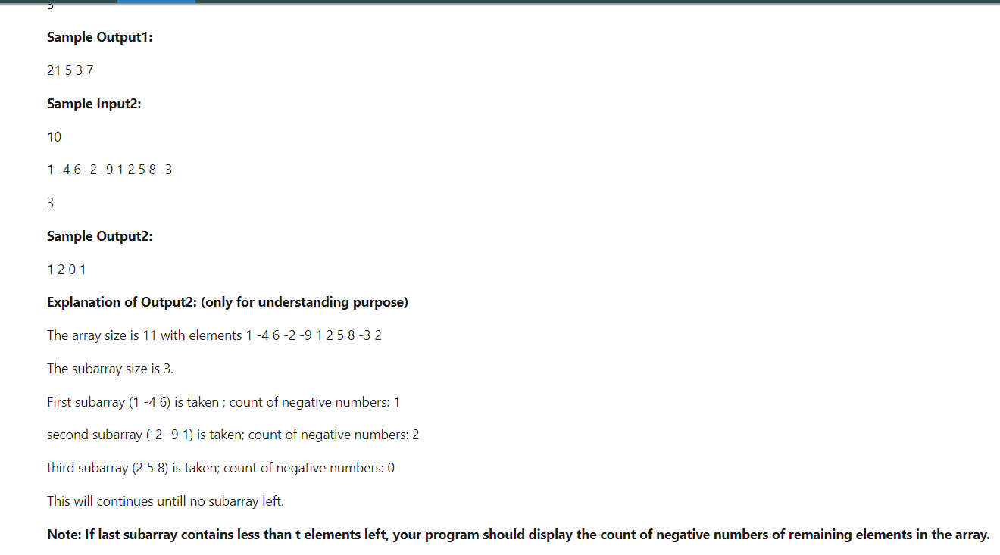 3
Sample Output1:
21 5 3 7
Sample Input2:
10
1 -4 6 -2 -9 1 2 5 8 -3
3
Sample Output2:
1 2 0 1
Explanation of Output2: (only for understanding purpose)
The array size is 11 with elements 1 -4 6 -2 -9 1 2 5 8 -3 2
The subarray size is 3.
First subarray (1 -4 6) is taken ; count of negative numbers: 1
second subarray (-2 -9 1) is taken; count of negative numbers: 2
third subarray (2 5 8) is taken; count of negative numbers: 0
This will continues untill no subarray left.
Note: If last subarray contains less than t elements left, your program should display the count of negative numbers of remaining elements in the array.